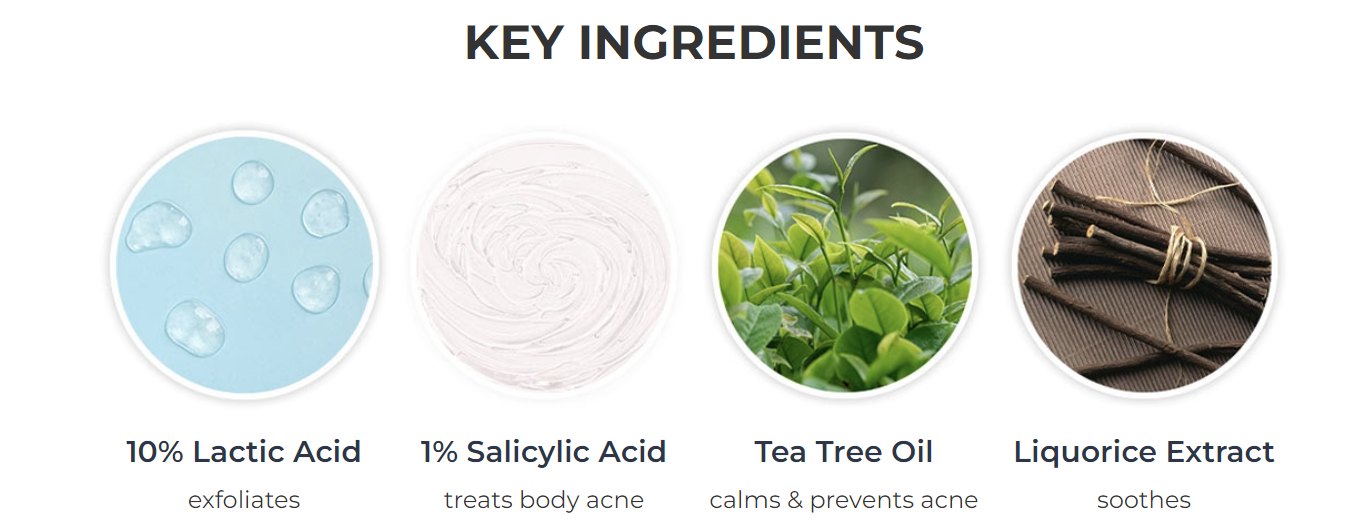 KEY INGREDIENTS
10% Lactic Acid
exfoliates
1% Salicylic Acid
treats body acne
Tea Tree Oil
calms & prevents acne
Liquorice Extract
soothes